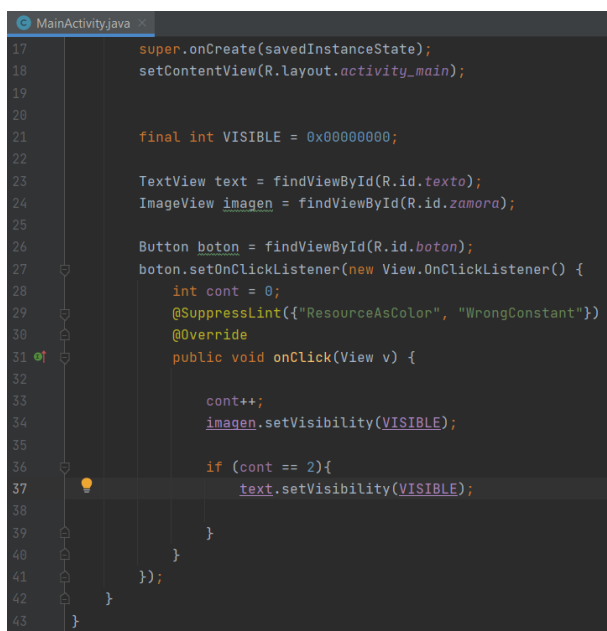 MainActivity.java
17 super.onCreate(savedInstanceState);
18 setContentView(R.layout.activity_main);
19
20
21 final int VISIBLE = 0x00000000;
22
23 TextView text = findViewById(R.id.texto);
24 ImageView imagen = findViewById(R.id.zamora);
25
26 Button boton = findViewById(R.id.boton);
27 boton.setOnClickListener(new View.OnClickListener() {
28 int cont = 0;
29 @SuppressLint({"ResourceAsColor", "WrongConstant"})
30 @Override
31 public void onClick(View v) {
32
33 cont++;
34 imagen.setVisibility(VISIBLE);
35
36 if (cont == 2){
37 text.setVisibility(VISIBLE);
38
39 }
40 }
41 });
42 }
43 }